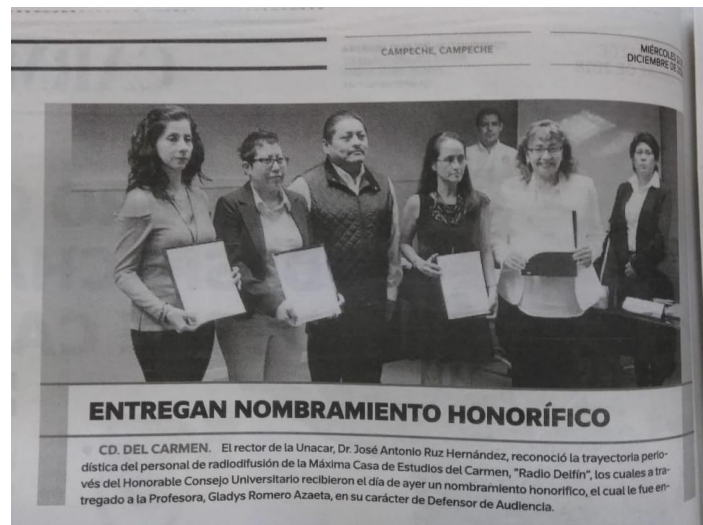 CAMPECHE, CAMPECHE
MIÉRCOLES
DICIEMBRE DE
ENTREGAN NOMBRAMIENTO HONORÍFICO
CD. DEL CARMEN. El rector de la Unacar, Dr. José Antonio Ruz Hernández, reconoció la trayectoria perio-
dística del personal de radiodifusión de la Máxima Casa de Estudios del Carmen, "Radio Delfín", los cuales a tra-
vés del Honorable Consejo Universitario recibieron el día de ayer un nombramiento honorifico, el cual le fue en-
tregado a la Profesora, Gladys Romero Azaeta, en su carácter de Defensor de Audiencia.